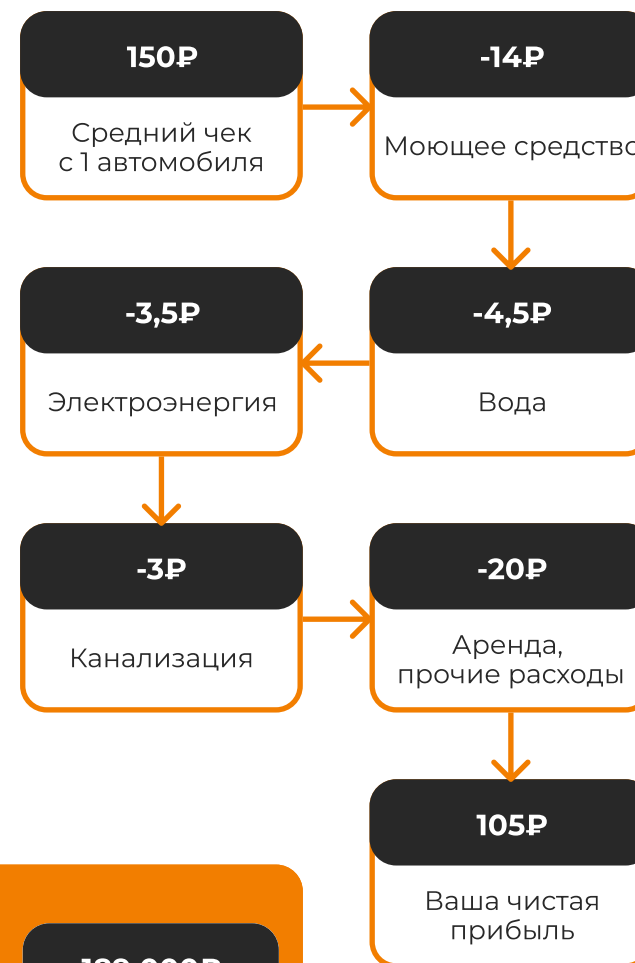 150₽
Средний чек
с 1 автомобиля
-14₽
Моющее средство
-4,5₽
Вода
-3,5₽
Электроэнергия
-3₽
Канализация
-20₽
Аренда,
прочие расходы
105₽
Ваша чистая
прибыль